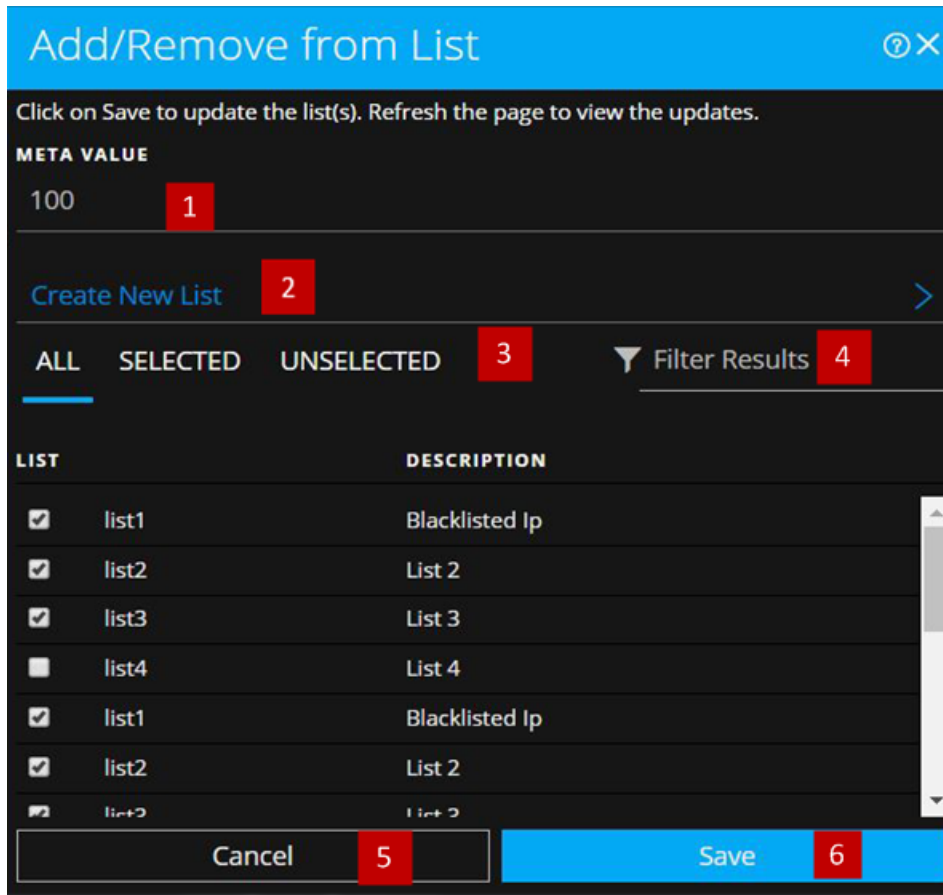 Add/Remove from List
Click on Save to update the list(s). Refresh the page to view the updates.
META VALUE
100 1
Create New List 2
ALL SELECTED UNSELECTED 3 Filter Results 4
LIST DESCRIPTION
list1 Blacklisted Ip
list2 List 2
list3 List 3
list4 List 4
list1 Blacklisted Ip
list2 List 2
list3 List 3
Cancel 5 Save 6